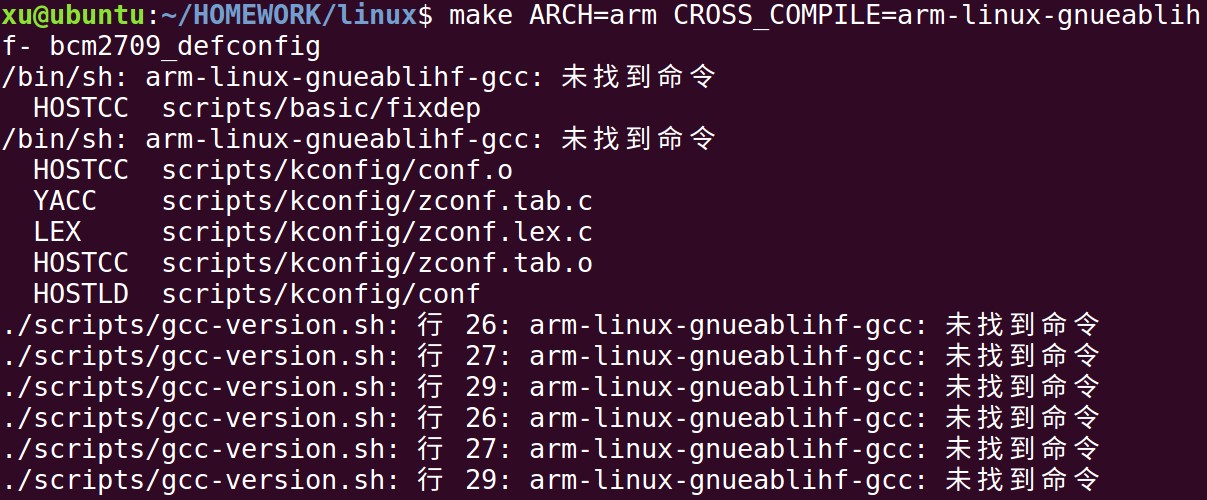 xu@ubuntu:~/HOMEWORK/linux$ make ARCH=arm CROSS_COMPILE=arm-linux-gnueablih
f- bcm2709_defconfig
/bin/sh: arm-linux-gnueablihf-gcc: 未找到命令
  HOSTCC  scripts/basic/fixdep
/bin/sh: arm-linux-gnueablihf-gcc: 未找到命令
  HOSTCC  scripts/kconfig/conf.o
  YACC    scripts/kconfig/zconf.tab.c
  LEX     scripts/kconfig/zconf.lex.c
  HOSTCC  scripts/kconfig/zconf.tab.o
  HOSTLD  scripts/kconfig/conf
./scripts/gcc-version.sh: 行 26: arm-linux-gnueablihf-gcc: 未找到命令
./scripts/gcc-version.sh: 行 27: arm-linux-gnueablihf-gcc: 未找到命令
./scripts/gcc-version.sh: 行 29: arm-linux-gnueablihf-gcc: 未找到命令
./scripts/gcc-version.sh: 行 26: arm-linux-gnueablihf-gcc: 未找到命令
./scripts/gcc-version.sh: 行 27: arm-linux-gnueablihf-gcc: 未找到命令
./scripts/gcc-version.sh: 行 29: arm-linux-gnueablihf-gcc: 未找到命令